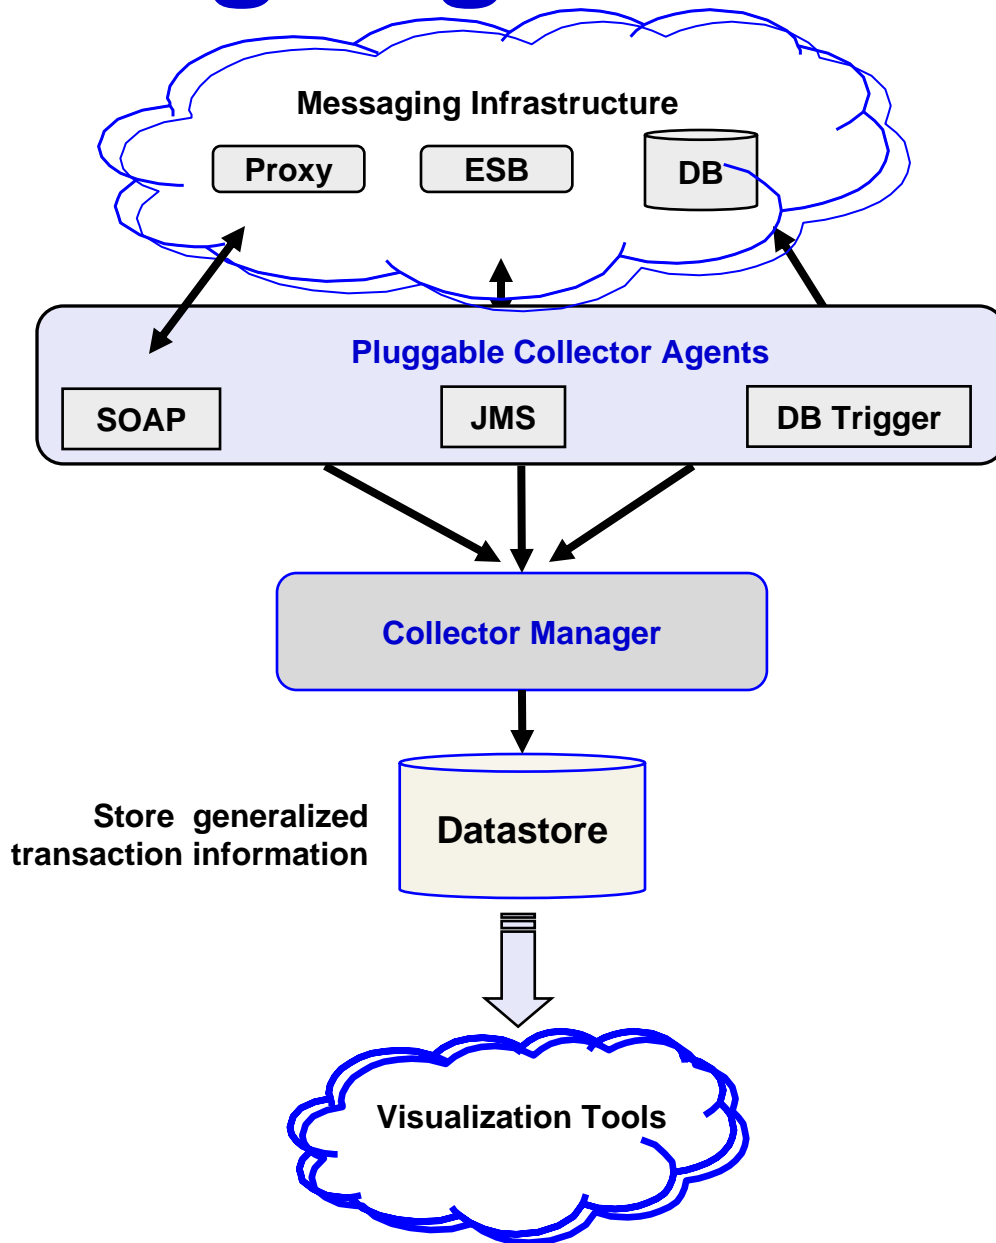 Messaging Infrastructure
Proxy
ESB
DB
Pluggable Collector Agents
SOAP
JMS
DB Trigger
Collector Manager
Store generalized
transaction information
Datastore
Visualization Tools